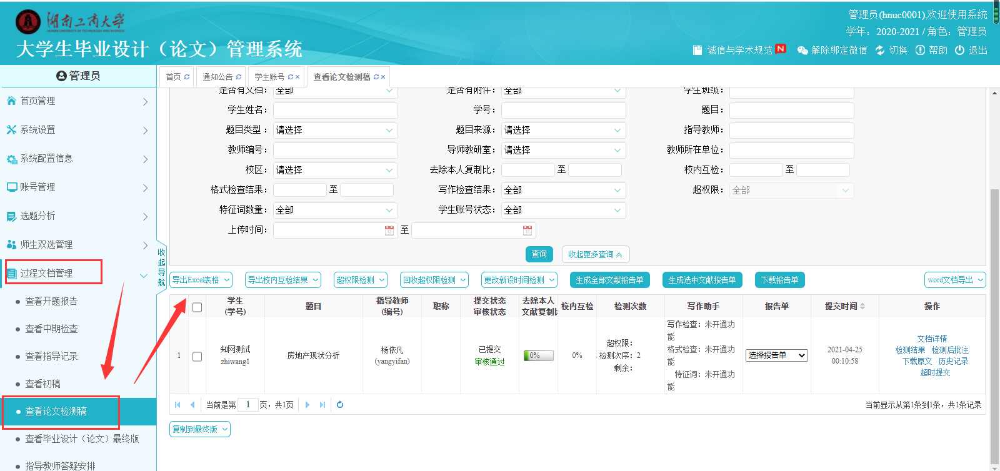 湖南工商大学
HUNAN UNIVERSITY OF TECHNOLOGY AND BUSINESS
大学生毕业设计（论文）管理系统
管理员(hnuc0001),欢迎使用系统
学年：2020-2021 / 角色：管理员
诚信与学术规范 N 解除绑定微信 切换 帮助 退出
管理员
首页 通知公告 学生账号 查看论文检测稿
首页管理
系统设置
系统配置信息
账号管理
选题分析
师生双选管理
过程文档管理
查看开题报告
查看中期检查
查看指导记录
查看初稿
查看论文检测稿
查看毕业设计（论文）最终版
指导教师答疑安排
收起导航
是否有文档： 全部 是否有附件： 全部 学生班级：
学生姓名： 学号： 题目：
题目类型： 请选择 题目来源： 请选择 指导教师：
教师编号： 导师教研室： 请选择 教师所在单位：
校区： 请选择 去除本人复制比： 至 校内互检： 至
格式检查结果： 至 写作检查结果： 全部 超权限： 全部
特征词数量： 全部 学生账号状态： 全部
上传时间： 至
查询 收起更多查询
导出Excel表格 导出校内互检结果 超权限检测 回收超权限检测 更改新设时间检测 生成全部文献报告单 生成选中文献报告单 下载报告单 word文档导出
学生
(学号)
题目
指导教师
(编号)
职称
提交状态
审核状态
去除本人
文献复制比
校内互检
检测次数
写作助手
报告单
提交时间
操作
1
知网测试
zhiwang1
房地产现状分析
杨依凡
(yangyifan)
已提交
审核通过
0%
0%
超权限：
检测次序：2
剩余：
写作检查：未开通功
能
格式检查：未开通功
能
特征词：未开通功
能
选择报告单
2021-04-25
00:10:58
文档详情
检测结果 检测后批注
下载原文 历史记录
超时提交
当前是第 1 页，共1页
当前显示从第1条到1条，共1条记录
复制到最终版